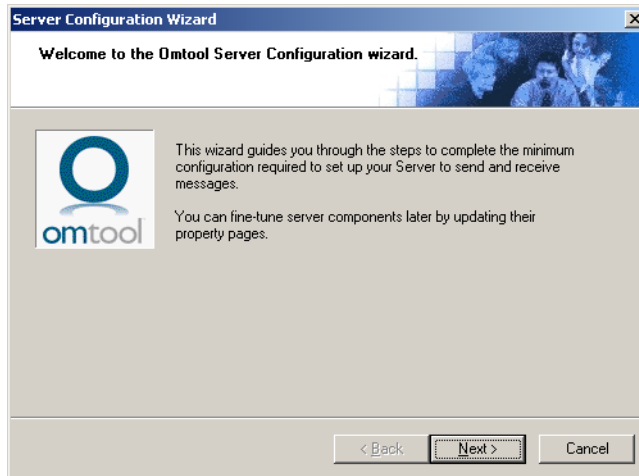 Server Configuration Wizard
Welcome to the Omtool Server Configuration wizard.
omtool
This wizard guides you through the steps to complete the minimum
configuration required to set up your Server to send and receive
messages.
You can fine-tune server components later by updating their
property pages.
< Back
Next >
Cancel